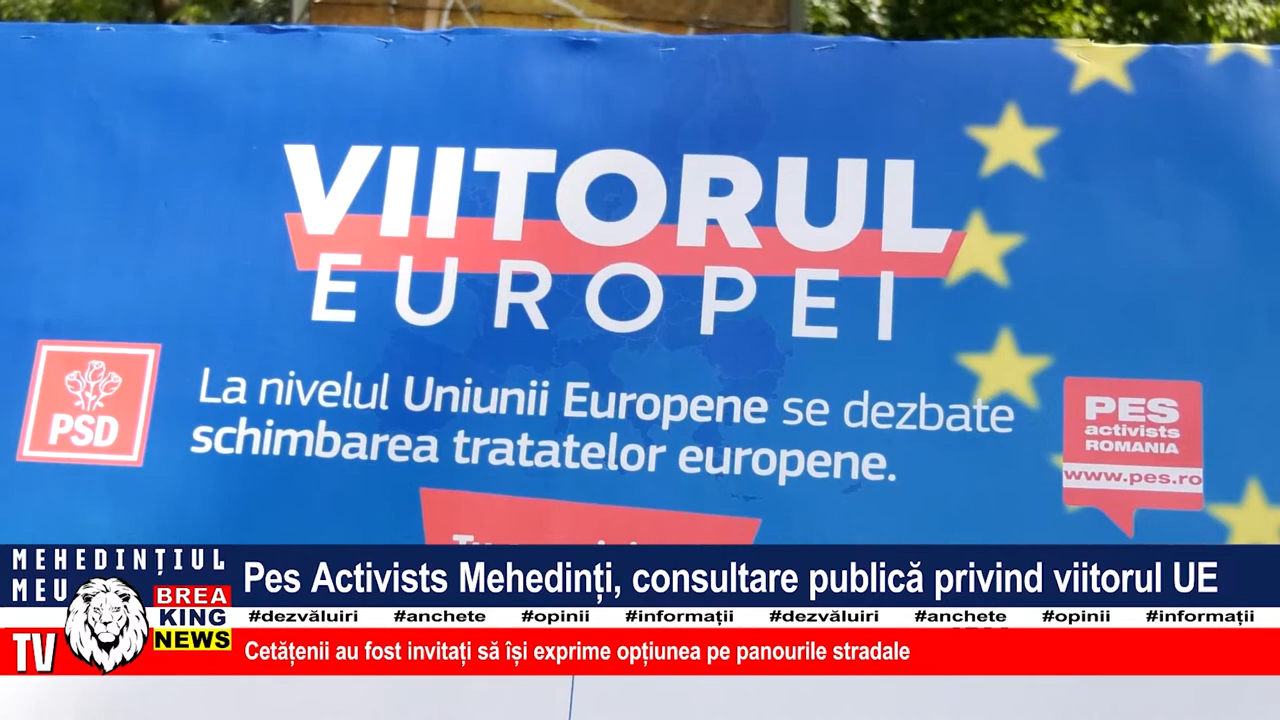 VIITORUL
EUROPEI
PSD
La nivelul Uniunii Europene se dezbate
schimbarea tratatelor europene.
PES
activists
ROMANIA
www.pes.ro
MEHEDINȚIUL
MEU
TV
BREA
KING
NEWS
Pes Activists Mehedinți, consultare publică privind viitorul UE
#dezvăluiri #anchete #opinii #informații #dezvăluiri #anchete #opinii #informații
Cetățenii au fost invitați să își exprime opțiunea pe panourile stradale